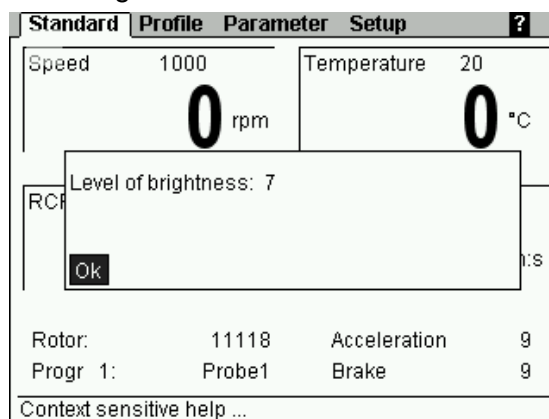 Standard Profile Parameter Setup ?
Speed 1000 Temperature 20
0 rpm 0 °C
Level of brightness: 7
Ok
Rotor: 11118 Acceleration 9
Progr 1: Probe1 Brake 9
Context sensitive help ...